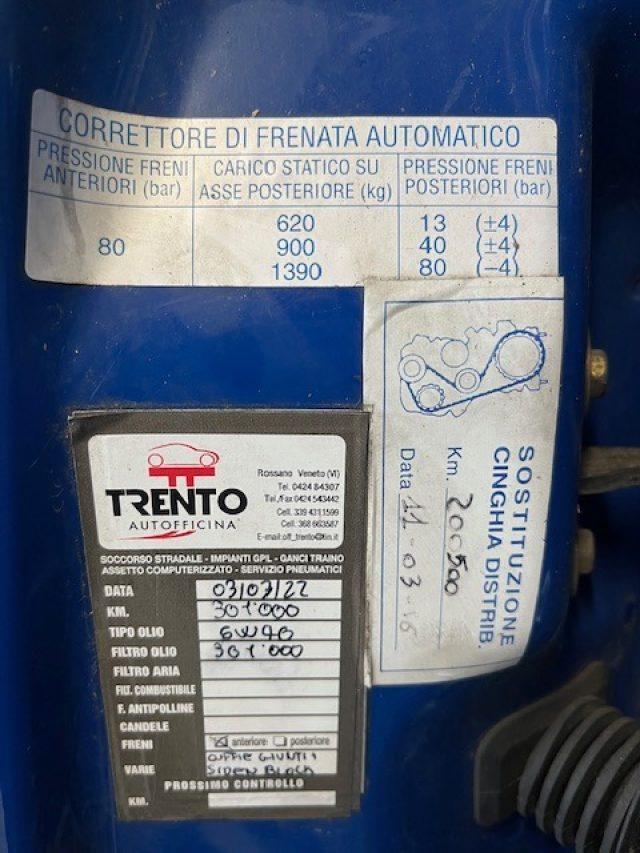 CORRETTORE DI FRENATA AUTOMATICO
PRESSIONE FRENI ANTERIORI (bar)
CARICO STATICO SU ASSE POSTERIORE (kg)
PRESSIONE FRENI POSTERIORI (bar)
80
620 13 (±4)
900 40 (±4)
1390 80 (-4)
SOSTITUZIONE
CINGHIA DISTRIB.
Km. 200500
Data 11-03-16
TRENTO
AUTOFFICINA
Rossano Veneto (VI)
Tel. 0424 84307
Tel./Fax 0424 543442
Cell. 339 4311599
Cell. 368 663587
E-mail:off_trento@tin.it
SOCCORSO STRADALE - IMPIANTI GPL - GANCI TRAINO
ASSETTO COMPUTERIZZATO - SERVIZIO PNEUMATICI
DATA 03/07/22
KM. 301'000
TIPO OLIO 5W40
FILTRO OLIO 301'000
FILTRO ARIA
FILT. COMBUSTIBILE
F. ANTIPOLLINE
CANDELE
FRENI anteriore posteriore
VARIE CUFFIE GIUNTI
BLOCK
PROSSIMO CONTROLLO
KM.